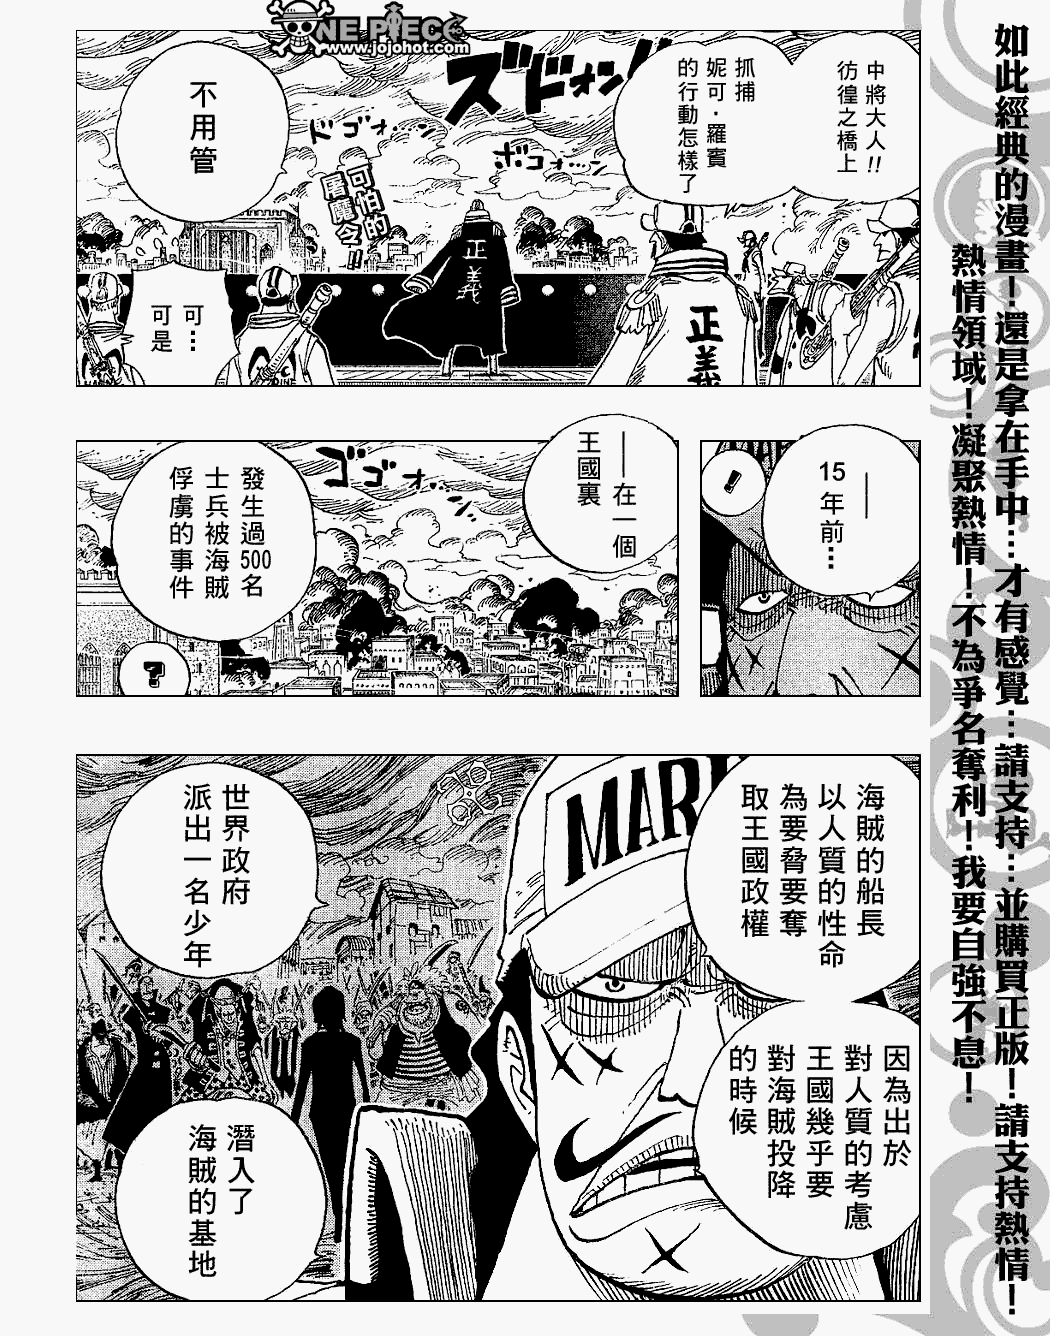 ONE PIECE
www.jojohot.com
中將大人!!
彷徨之橋上
抓捕
妮可·羅賓
的行動怎樣了
ズドォン
ドゴォ…ン
ボコォ…ン
可怕的
屠魔令!!
不用管
正義
正義
可…
可是
15年前…
!
——在一個
王國裏
ゴゴォ…ン
發生過500名
士兵被海賊
俘虜的事件
?
海賊的船長
以人質的性命
為要脅要奪
取王國政權
MAR
因為出於
對人質的考慮
王國幾乎要
對海賊投降
的時候
世界政府
派出一名少年
潛入了
海賊的基地
如此經典的漫畫!還是拿在手中…才有感覺…請支持…並購買正版!請支持熱情!
熱情領域!凝聚熱情!不為爭名奪利!我要自強不息!